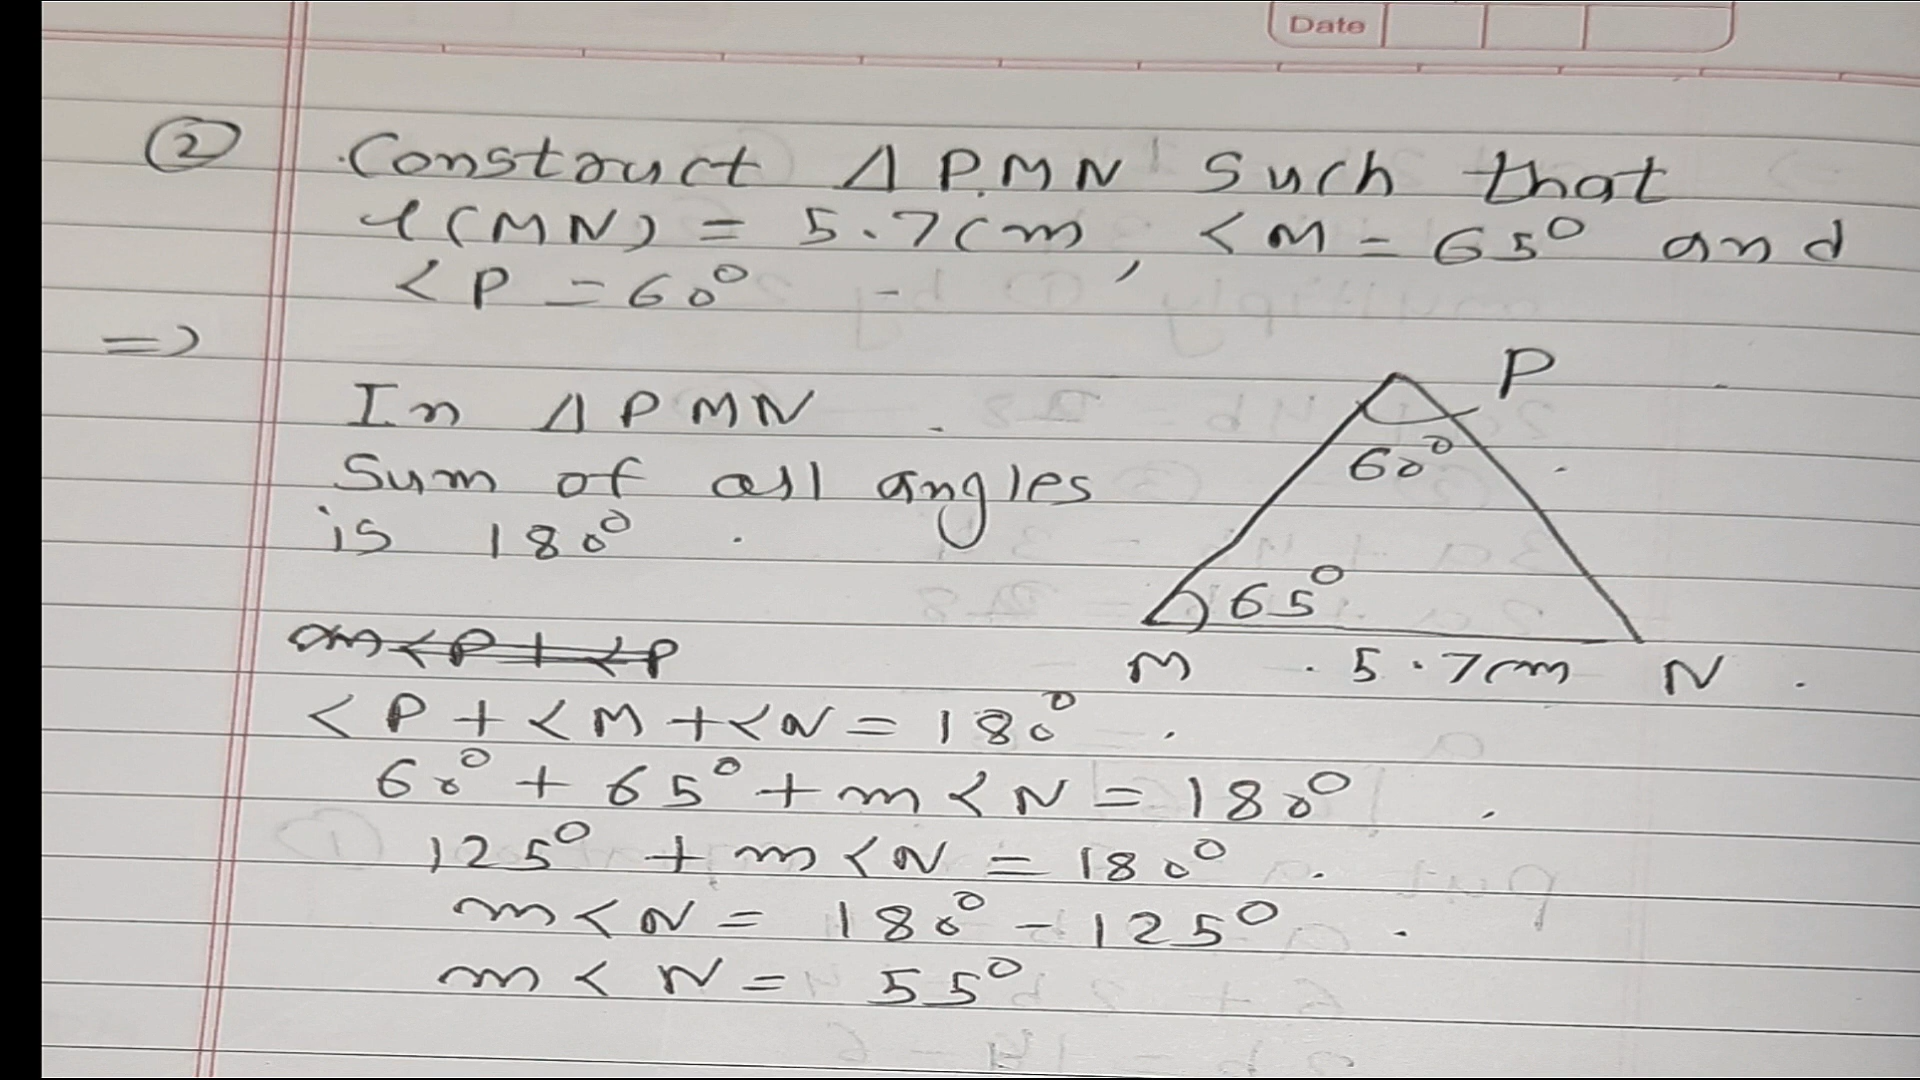 Date
② Construct Δ PMN such that
l(MN) = 5.7cm, <M = 65° and
<P = 60°
=>
In Δ PMN
Sum of all angles
is 180°
P
60°
65°
M 5.7cm N
m<P + <P
<P + <M + <N = 180°
60° + 65° + m<N = 180°
125° + m<N = 180°
m<N = 180° - 125°
m<N = 55°